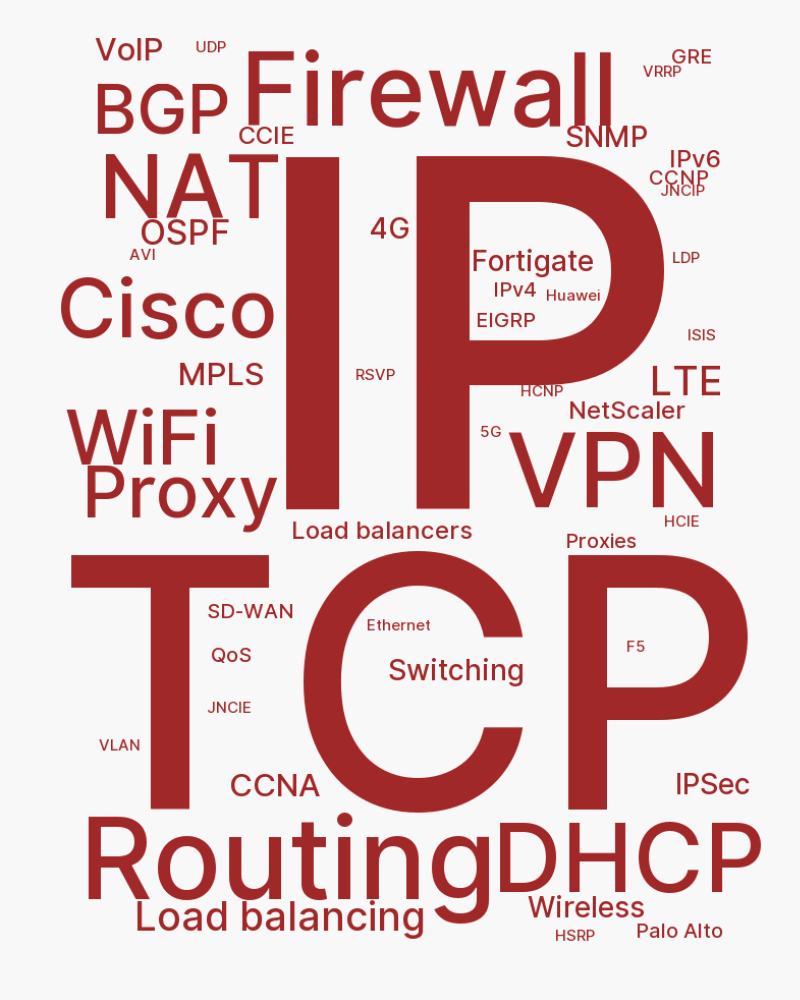 VoIP
UDP
Firewall
GRE
VRRP
BGP
CCIE
SNMP
NAT
IP
IPv6
CCNP
JNCIP
OSPF
4G
AVI
Fortigate
LDP
IPv4
Huawei
Cisco
EIGRP
ISIS
MPLS
RSVP
LTE
HCNP
NetScaler
WiFi
5G
VPN
Proxy
HCIE
Load balancers
Proxies
TCP
SD-WAN
Ethernet
QoS
F5
Switching
JNCIE
VLAN
CCNA
IPSec
Routing
DHCP
Load balancing
Wireless
HSRP
Palo Alto